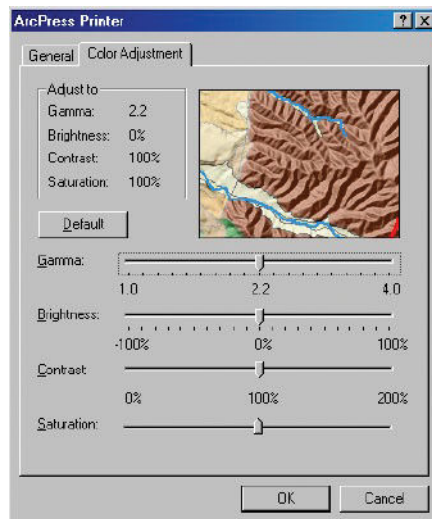 ArcPress Printer
General
Color Adjustment
Adjust to
Gamma: 2.2
Brightness: 0%
Contrast: 100%
Saturation: 100%
Default
Gamma:
1.0 2.2 4.0
Brightness:
-100% 0% 100%
Contrast
0% 100% 200%
Saturation:
OK
Cancel